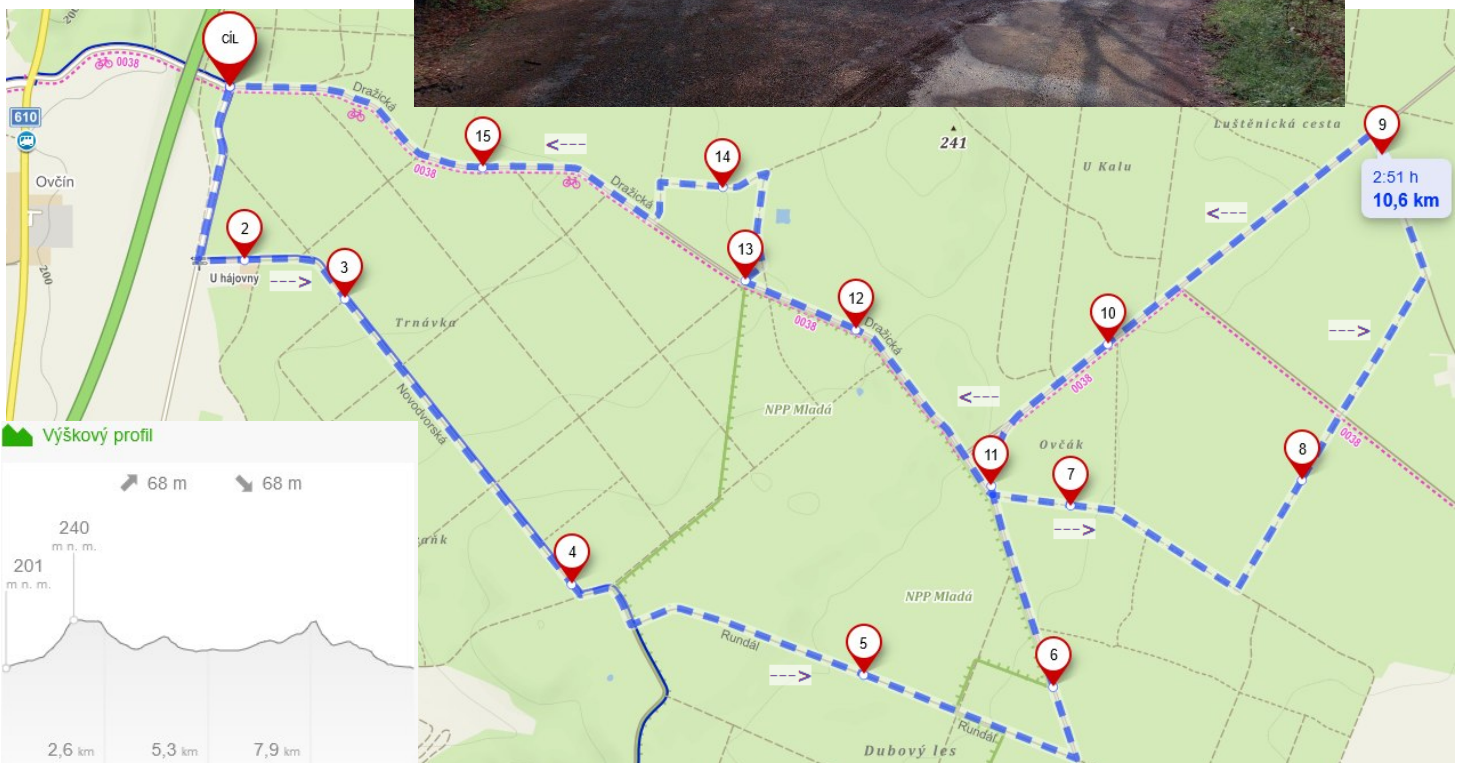 200
CÍL
0038
Dražická
610
15
14
241
Luštěnická cesta
9
U Kalu
2:51 h
10,6 km
<---
Ovčín
Dražická
<---
2
13
U hájovny
3
--->
12
10
--->
200
Trnávka
0038
Dražická
0038
Novodvorská
NPP Mladá
<---
Ovčák
0038
Výškový profil
11
7
8
68 m
68 m
--->
240
m n. m.
4
201
m n. m.
NPP Mladá
Rundál
5
6
--->
Rundál
Dubový les
2,6 km
5,3 km
7,9 km